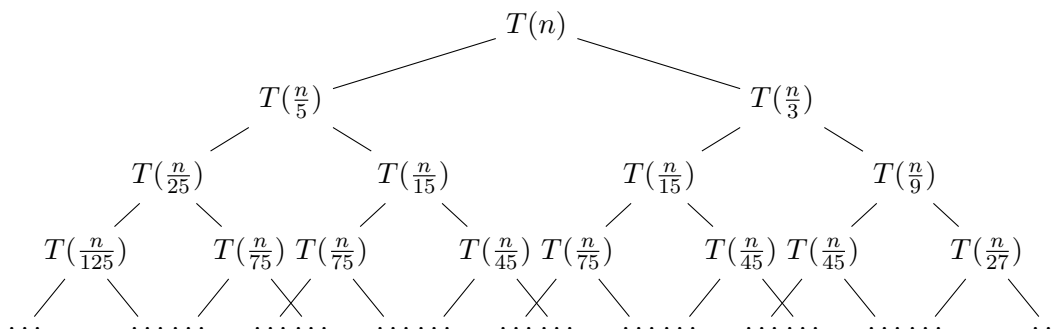 T(n)
T(n/5) T(n/3)
T(n/25) T(n/15) T(n/15) T(n/9)
T(n/125) T(n/75) T(n/75) T(n/45) T(n/75) T(n/45) T(n/45) T(n/27)
... ...... ...... ...... ...... ...... ...... ...... ..